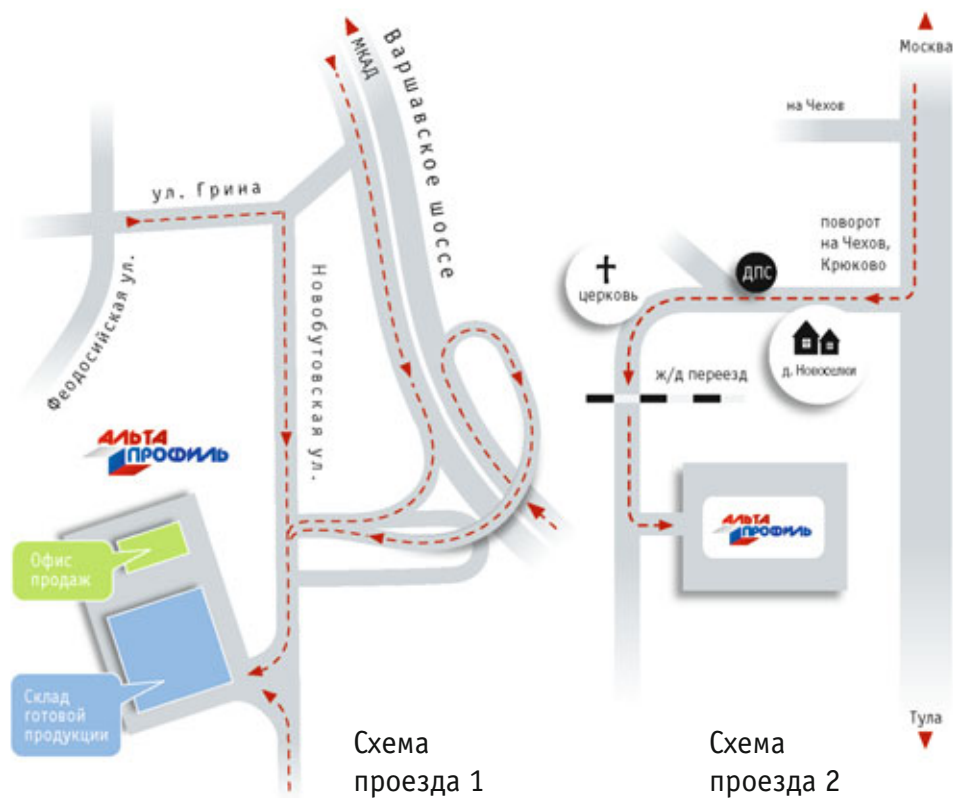 МКАД
Варшавское шоссе
ул. Грина
Феодосийская ул.
Новобутовская ул.
АЛЬТА
ПРОФИЛЬ
Офис
продаж
Склад
готовой
продукции
Схема
проезда 1
Москва
на Чехов
поворот
на Чехов,
Крюково
ДПС
церковь
д. Новоселки
ж/д переезд
АЛЬТА
ПРОФИЛЬ
Тула
Схема
проезда 2